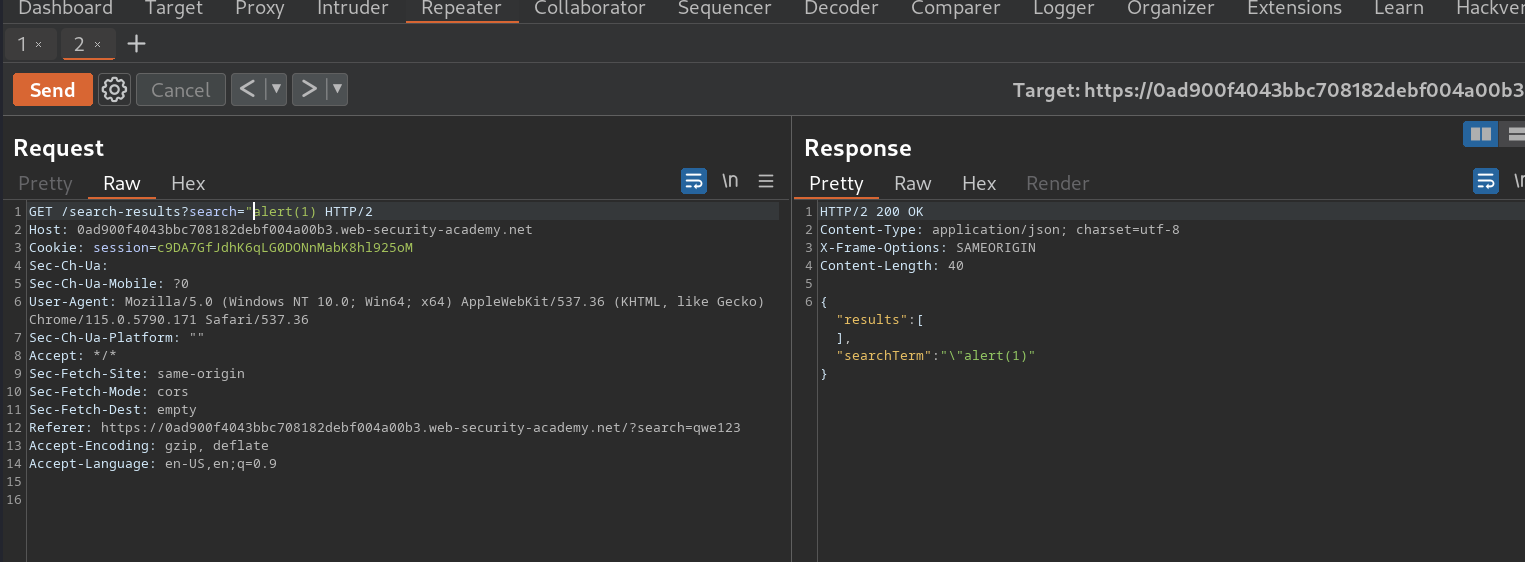 Dashboard Target Proxy Intruder Repeater Collaborator Sequencer Decoder Comparer Logger Organizer Extensions Learn Hackver
1 × 2 × +
Send Cancel < > Target: https://0ad900f4043bbc708182debf004a00b3
Request
Pretty Raw Hex \n
1 GET /search-results?search="alert(1) HTTP/2
2 Host: 0ad900f4043bbc708182debf004a00b3.web-security-academy.net
3 Cookie: session=c9DA7GfJdhK6qLG0DONnMabK8hl925oM
4 Sec-Ch-Ua:
5 Sec-Ch-Ua-Mobile: ?0
6 User-Agent: Mozilla/5.0 (Windows NT 10.0; Win64; x64) AppleWebKit/537.36 (KHTML, like Gecko)
Chrome/115.0.5790.171 Safari/537.36
7 Sec-Ch-Ua-Platform: ""
8 Accept: */*
9 Sec-Fetch-Site: same-origin
10 Sec-Fetch-Mode: cors
11 Sec-Fetch-Dest: empty
12 Referer: https://0ad900f4043bbc708182debf004a00b3.web-security-academy.net/?search=qwe123
13 Accept-Encoding: gzip, deflate
14 Accept-Language: en-US,en;q=0.9
15
16
Response
Pretty Raw Hex Render \n
1 HTTP/2 200 OK
2 Content-Type: application/json; charset=utf-8
3 X-Frame-Options: SAMEORIGIN
4 Content-Length: 40
5
6 {
"results":[
],
"searchTerm":"\"alert(1)"
}